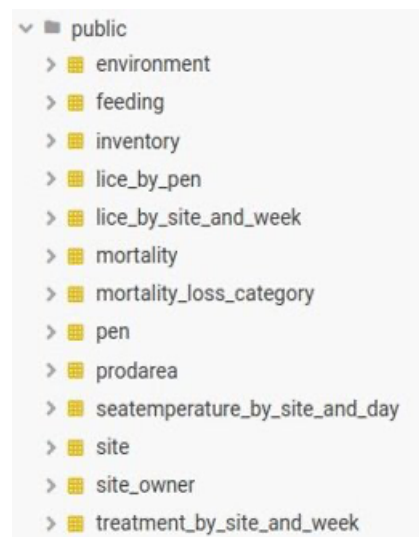 public
environment
feeding
inventory
lice_by_pen
lice_by_site_and_week
mortality
mortality_loss_category
pen
prodarea
seatemperature_by_site_and_day
site
site_owner
treatment_by_site_and_week